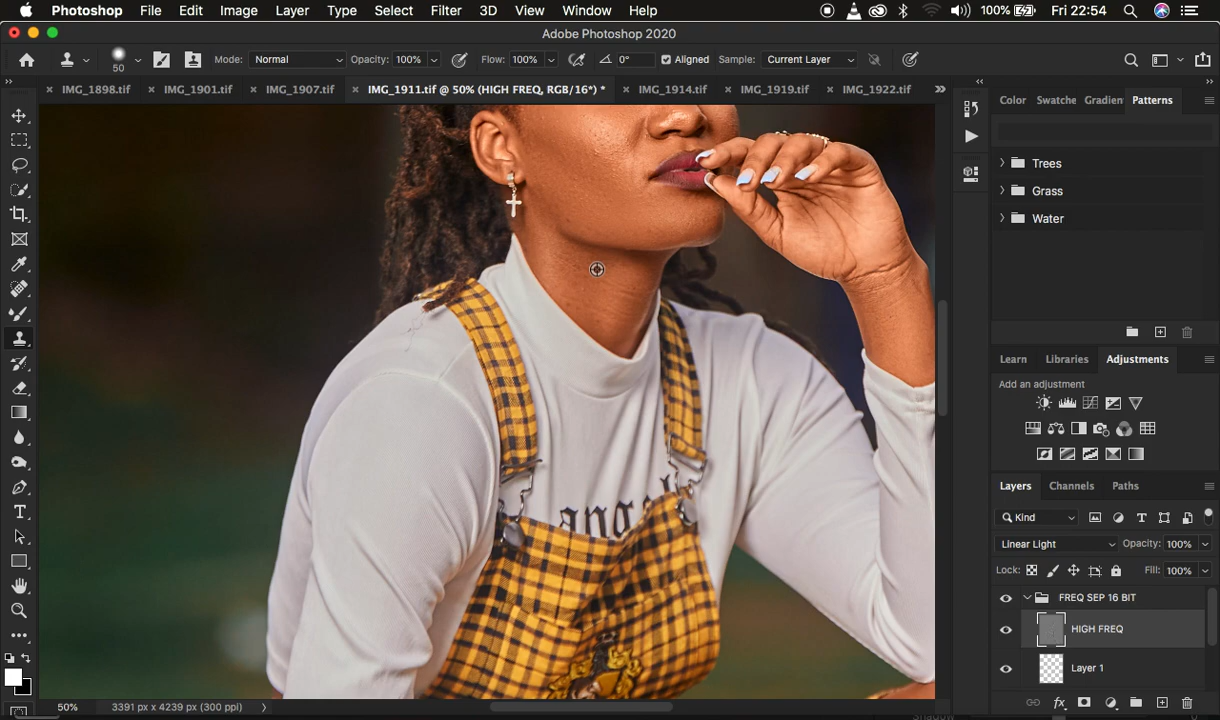 Photoshop File Edit Image Layer Type Select Filter 3D View Window Help 100% Fri 22:54
Adobe Photoshop 2020
50 Mode: Normal Opacity: 100% Flow: 100% 0° Aligned Sample: Current Layer
IMG_1898.tif IMG_1901.tif IMG_1907.tif IMG_1911.tif @ 50% (HIGH FREQ, RGB/16*) * IMG_1914.tif IMG_1919.tif IMG_1922.tif
Color Swatche Gradien Patterns
Trees
Grass
Water
Learn Libraries Adjustments
Add an adjustment
angel
Layers Channels Paths
Kind
Linear Light Opacity: 100%
Lock: Fill: 100%
FREQ SEP 16 BIT
HIGH FREQ
Layer 1
50% 3391 px x 4239 px (300 ppi)